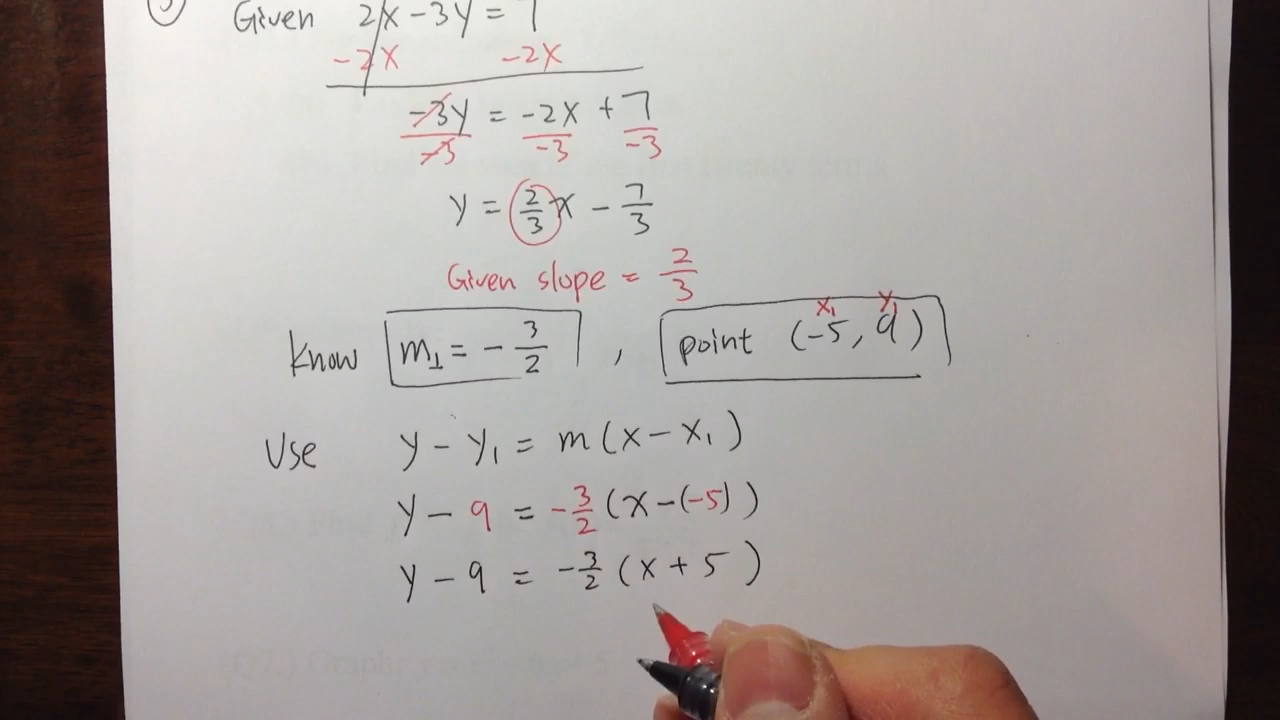 Given 2x - 3y = 7
-2x -2x
-3y/-3 = -2x/-3 + 7/-3
y = 2/3 x - 7/3
Given slope = 2/3
Know m⊥ = - 3/2 , point (-5, 9)
x₁ y₁
Use y - y₁ = m(x - x₁)
y - 9 = -3/2 (x-(-5))
y - 9 = -3/2 (x + 5)